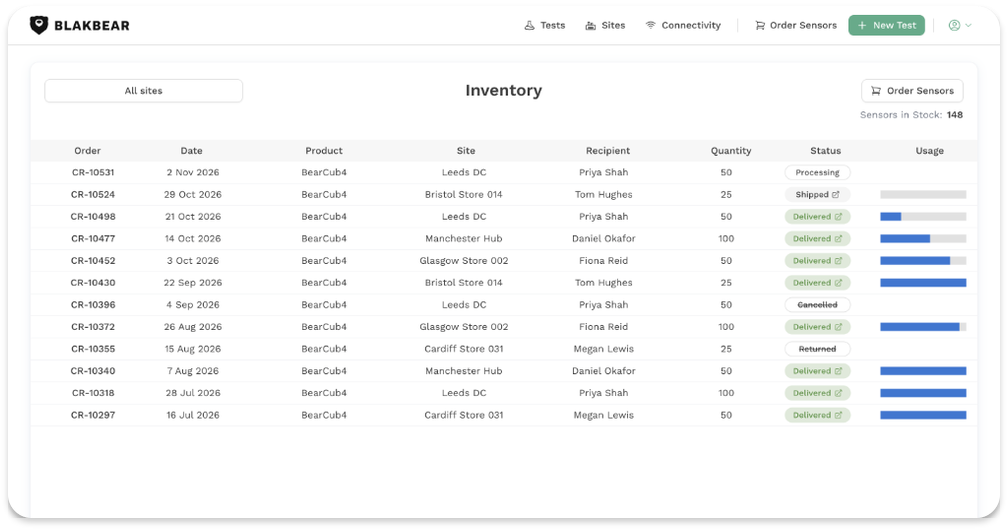 BLAKBEAR Tests Sites Connectivity Order Sensors + New Test
All sites Inventory Order Sensors
Sensors in Stock: 148
Order Date Product Site Recipient Quantity Status Usage
CR-10531 2 Nov 2026 BearCub4 Leeds DC Priya Shah 50 Processing
CR-10524 29 Oct 2026 BearCub4 Bristol Store 014 Tom Hughes 25 Shipped
CR-10498 21 Oct 2026 BearCub4 Leeds DC Priya Shah 50 Delivered
CR-10477 14 Oct 2026 BearCub4 Manchester Hub Daniel Okafor 100 Delivered
CR-10452 3 Oct 2026 BearCub4 Glasgow Store 002 Fiona Reid 50 Delivered
CR-10430 22 Sep 2026 BearCub4 Bristol Store 014 Tom Hughes 25 Delivered
CR-10396 4 Sep 2026 BearCub4 Leeds DC Priya Shah 50 Cancelled
CR-10372 26 Aug 2026 BearCub4 Glasgow Store 002 Fiona Reid 100 Delivered
CR-10355 15 Aug 2026 BearCub4 Cardiff Store 031 Megan Lewis 25 Returned
CR-10340 7 Aug 2026 BearCub4 Manchester Hub Daniel Okafor 50 Delivered
CR-10318 28 Jul 2026 BearCub4 Leeds DC Priya Shah 100 Delivered
CR-10297 16 Jul 2026 BearCub4 Cardiff Store 031 Megan Lewis 50 Delivered